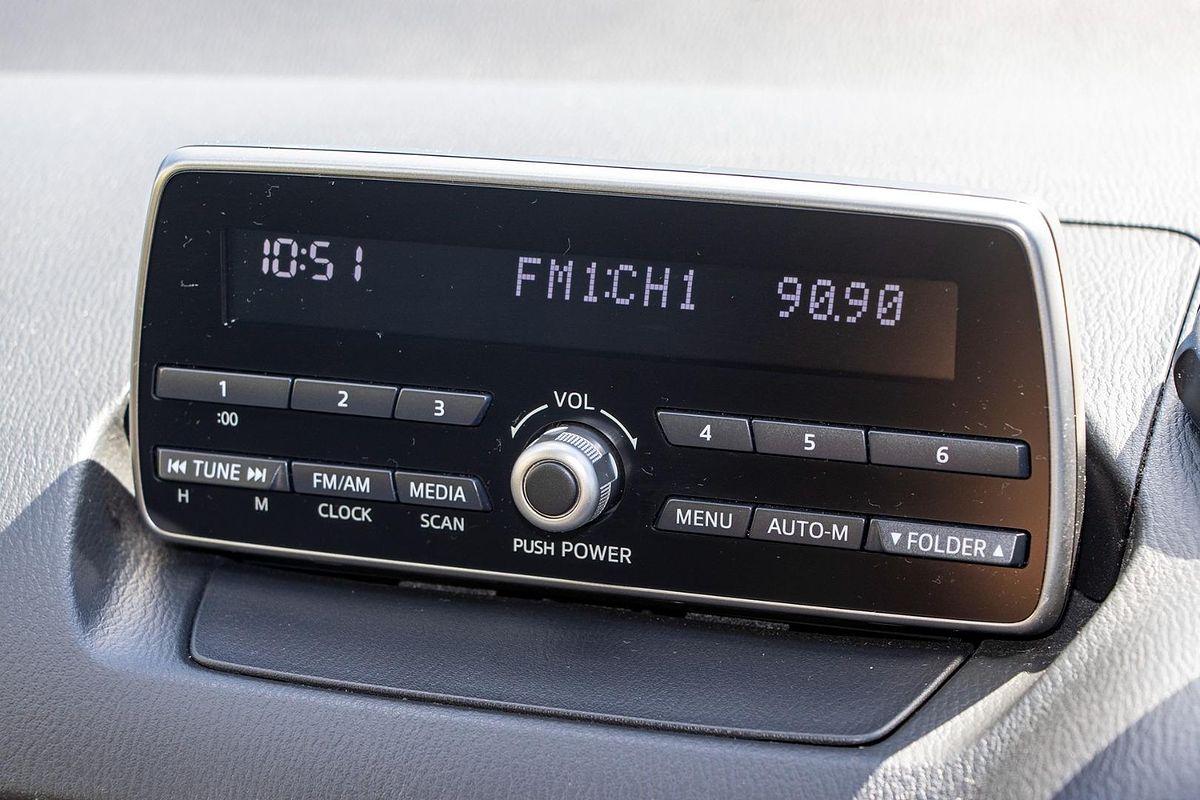 10:51 FM1:CH1 90.90
1 2 3 VOL 4 5 6
:00
⏮ TUNE ⏭ FM/AM MEDIA MENU AUTO-M ▼ FOLDER ▲
H M CLOCK SCAN
PUSH POWER